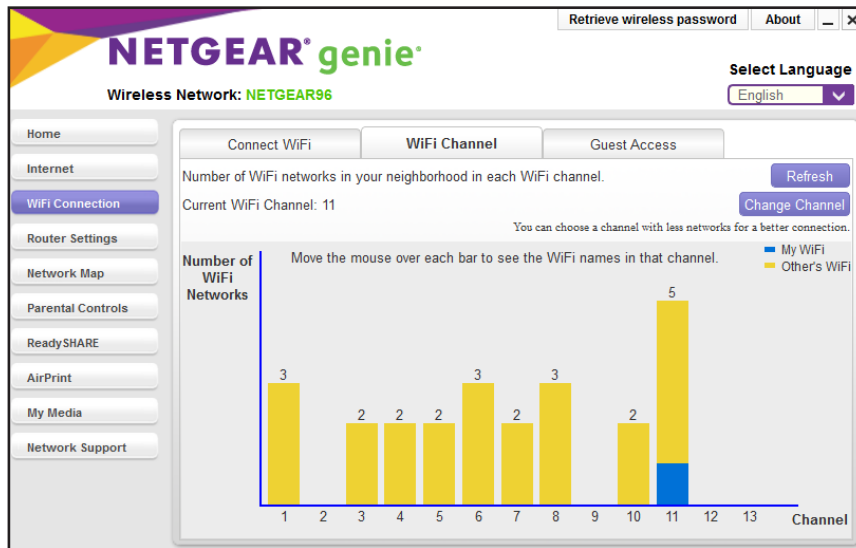 Retrieve wireless password About
NETGEAR® genie®
Select Language
Wireless Network: NETGEAR96
English
Home
Internet
WiFi Connection
Router Settings
Network Map
Parental Controls
ReadySHARE
AirPrint
My Media
Network Support
Connect WiFi WiFi Channel Guest Access
Number of WiFi networks in your neighborhood in each WiFi channel.
Refresh
Current WiFi Channel: 11
Change Channel
You can choose a channel with less networks for a better connection.
Number of
WiFi
Networks
Move the mouse over each bar to see the WiFi names in that channel.
My WiFi
Other's WiFi
3 2 2 2 3 2 3 2 5
1 2 3 4 5 6 7 8 9 10 11 12 13 Channel